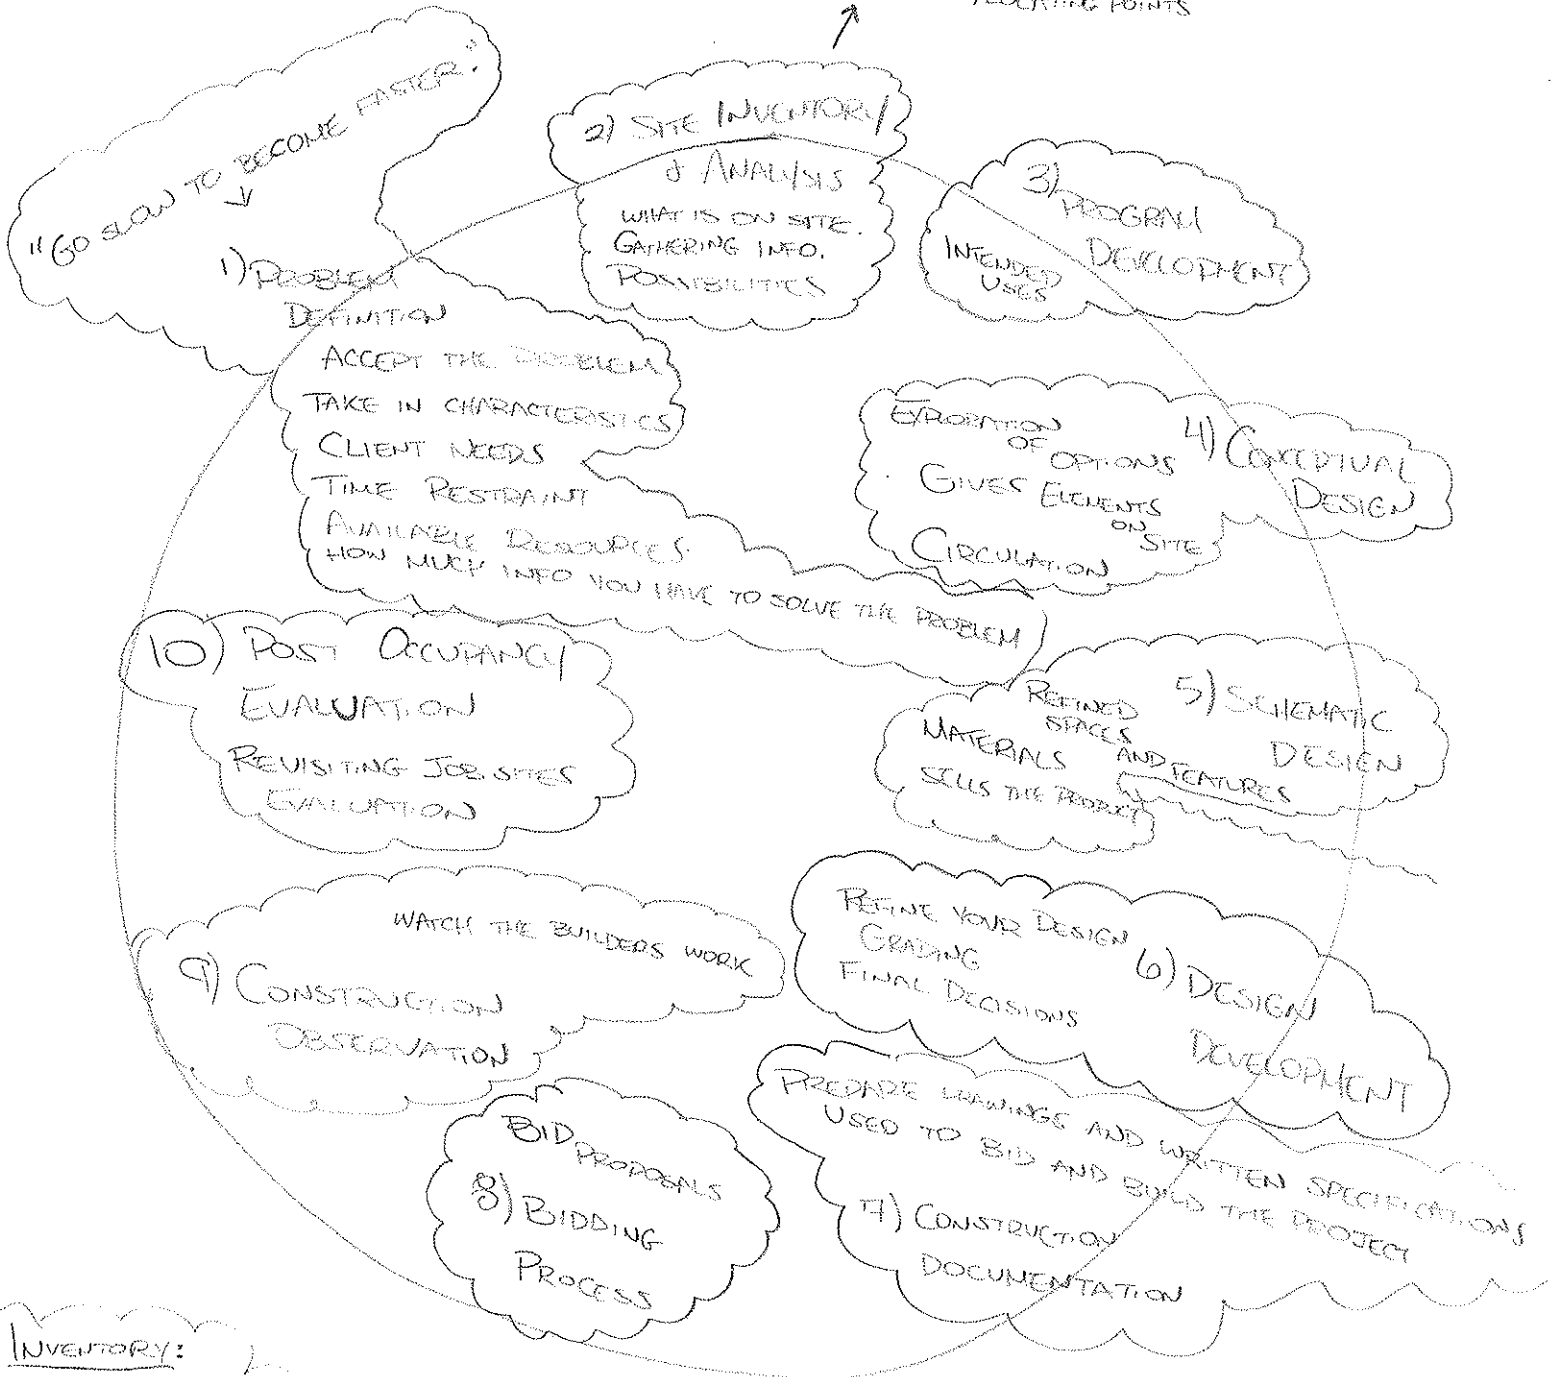 LOCATING POINTS
"GO SLOW TO BECOME FASTER."
1) PROBLEM
DEFINITION
ACCEPT THE PROBLEM
TAKE IN CHARACTERISTICS
CLIENT NEEDS
TIME RESTRAINT
AVAILABLE RESOURCES.
HOW MUCH INFO YOU HAVE TO SOLVE THE PROBLEM
2) SITE INVENTORY
& ANALYSIS
WHAT IS ON SITE.
GATHERING INFO.
POSSIBILITIES
3) PROGRAM
DEVELOPMENT
INTENDED
USES
4) CONCEPTUAL
DESIGN
EXPLORATION
OF
OPTIONS
GIVES ELEMENTS
ON
SITE
CIRCULATION
5) SCHEMATIC
DESIGN
REFINED
SPACES
AND FEATURES
MATERIALS
SELLS THE PRODUCT
6) DESIGN
DEVELOPMENT
REFINE YOUR DESIGN
GRADING
FINAL DECISIONS
PREPARE DRAWINGS AND WRITTEN SPECIFICATIONS
USED TO BID AND BUILD THE PROJECT
7) CONSTRUCTION
DOCUMENTATION
BID PROPOSALS
8) BIDDING
PROCESS
WATCH THE BUILDERS WORK
9) CONSTRUCTION
OBSERVATION
10) POST OCCUPANCY
EVALUATION
REVISITING JOB SITES
EVALUATION
INVENTORY: